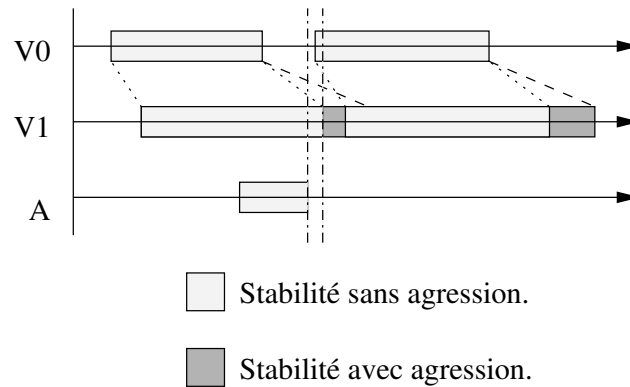 V0
V1
A
Stabilité sans agression.
Stabilité avec agression.